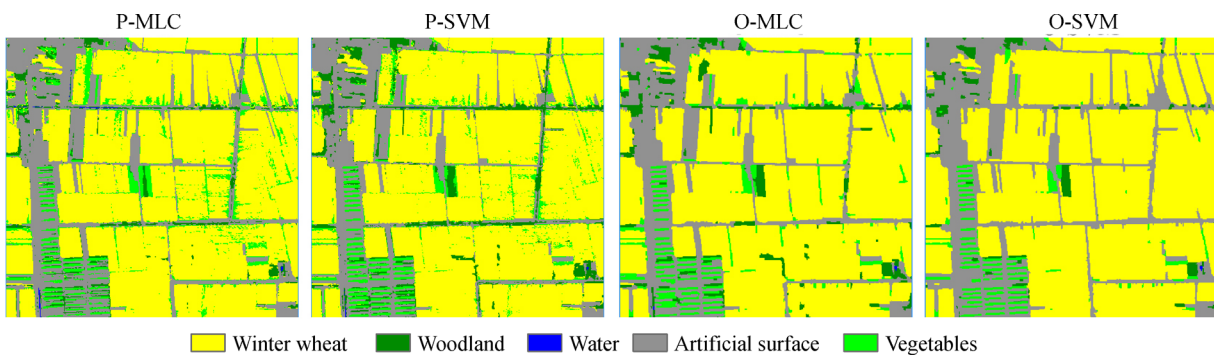 P-MLC P-SVM O-MLC O-SVM
Winter wheat Woodland Water Artificial surface Vegetables